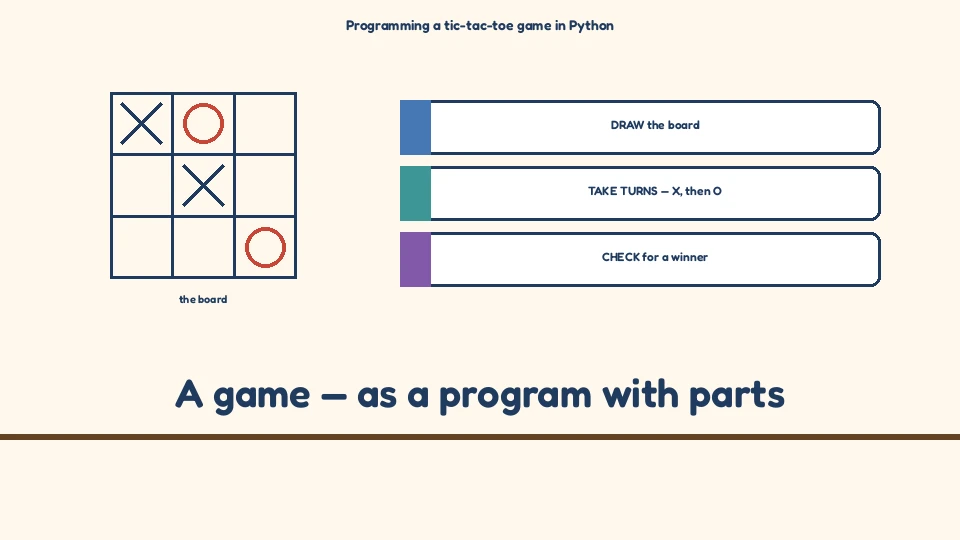 Programming a tic-tac-toe game in Python
DRAW the board
TAKE TURNS — X, then O
CHECK for a winner
the board
A game — as a program with parts